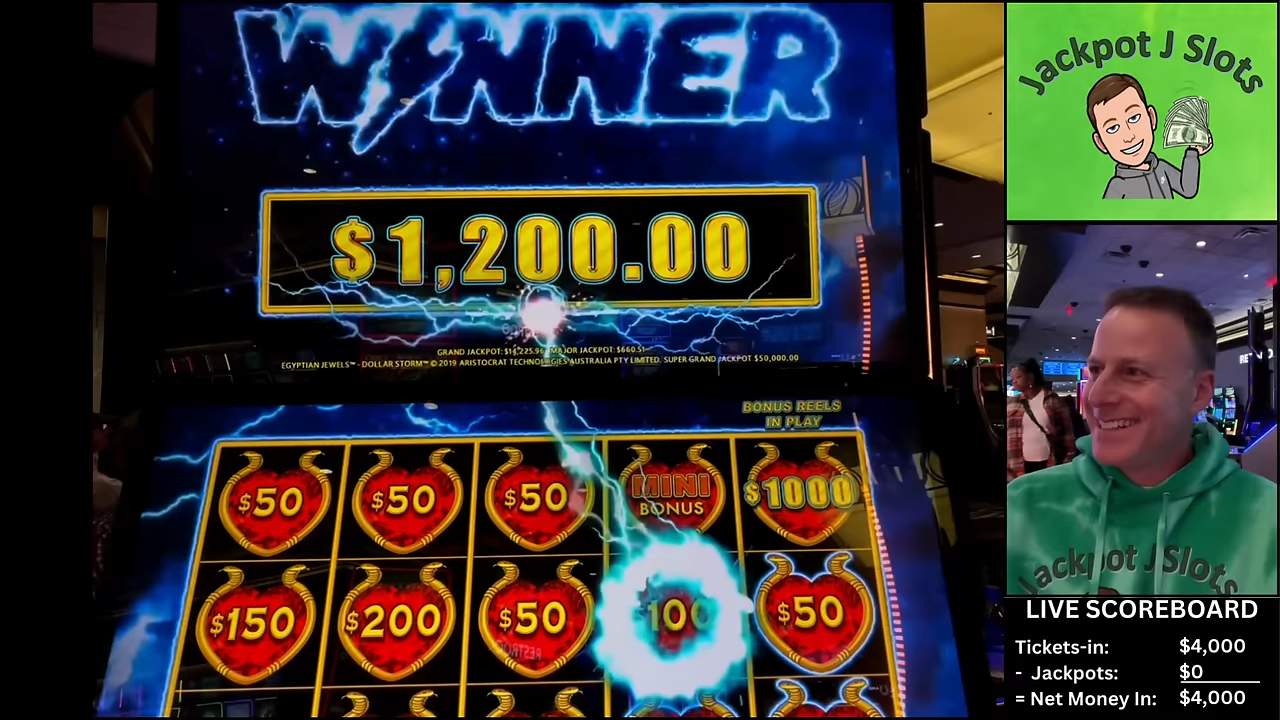 WINNER
$1,200.00
GRAND JACKPOT: $14,225.96 MAJOR JACKPOT: $660.51
EGYPTIAN JEWELS™ - DOLLAR STORM™ © 2019 ARISTOCRAT TECHNOLOGIES AUSTRALIA PTY LIMITED. SUPER GRAND JACKPOT $50,000.00
BONUS REELS
IN PLAY
$50
$50
$50
MINI
BONUS
$1000
$150
$200
$50
100
$50
Jackpot J Slots
Jackpot J Slots
LIVE SCOREBOARD
Tickets-in: $4,000
- Jackpots: $0
= Net Money In: $4,000